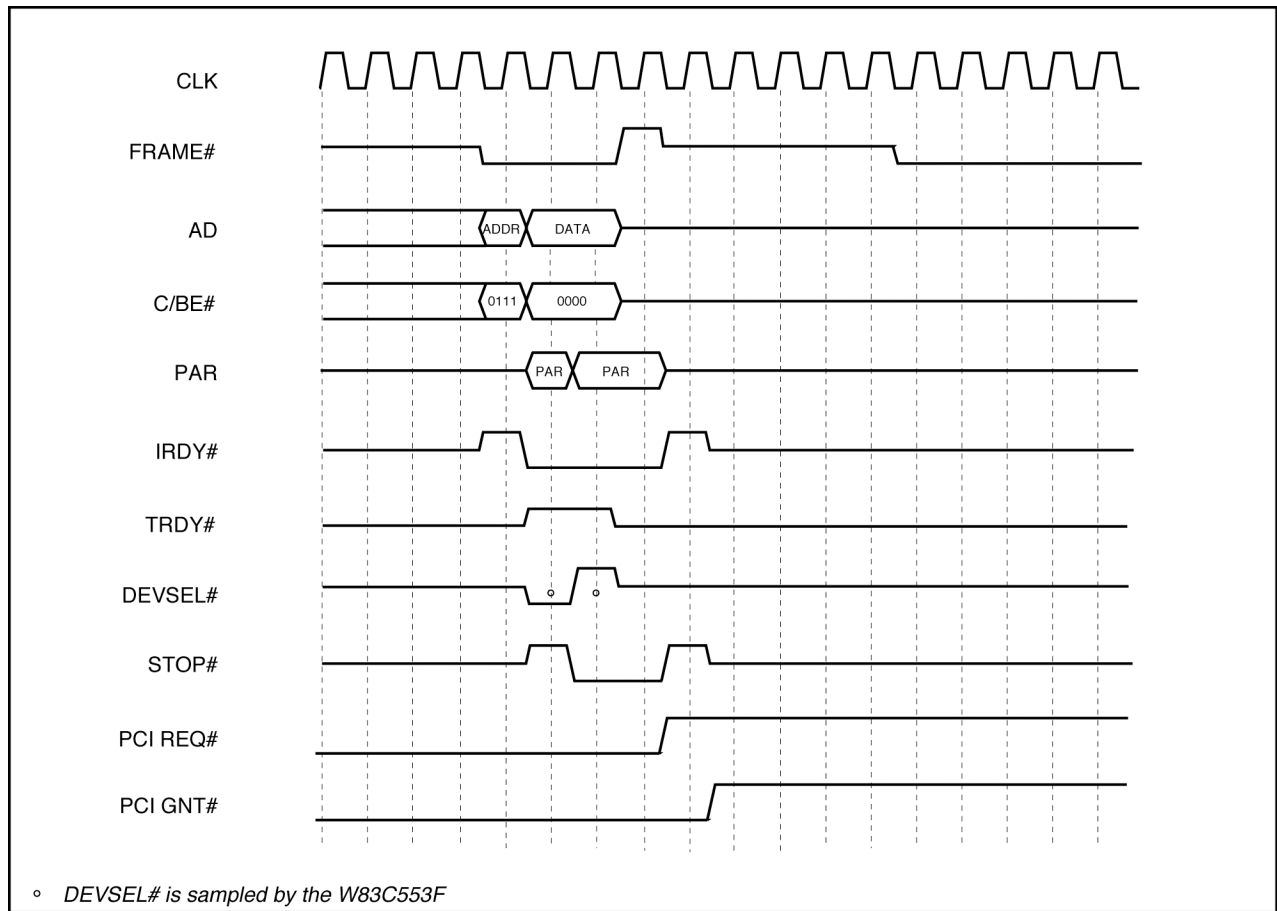 CLK
FRAME#
AD
ADDR DATA
C/BE#
0111 0000
PAR
PAR PAR
IRDY#
TRDY#
DEVSEL#
STOP#
PCI REQ#
PCI GNT#
DEVSEL# is sampled by the W83C553F